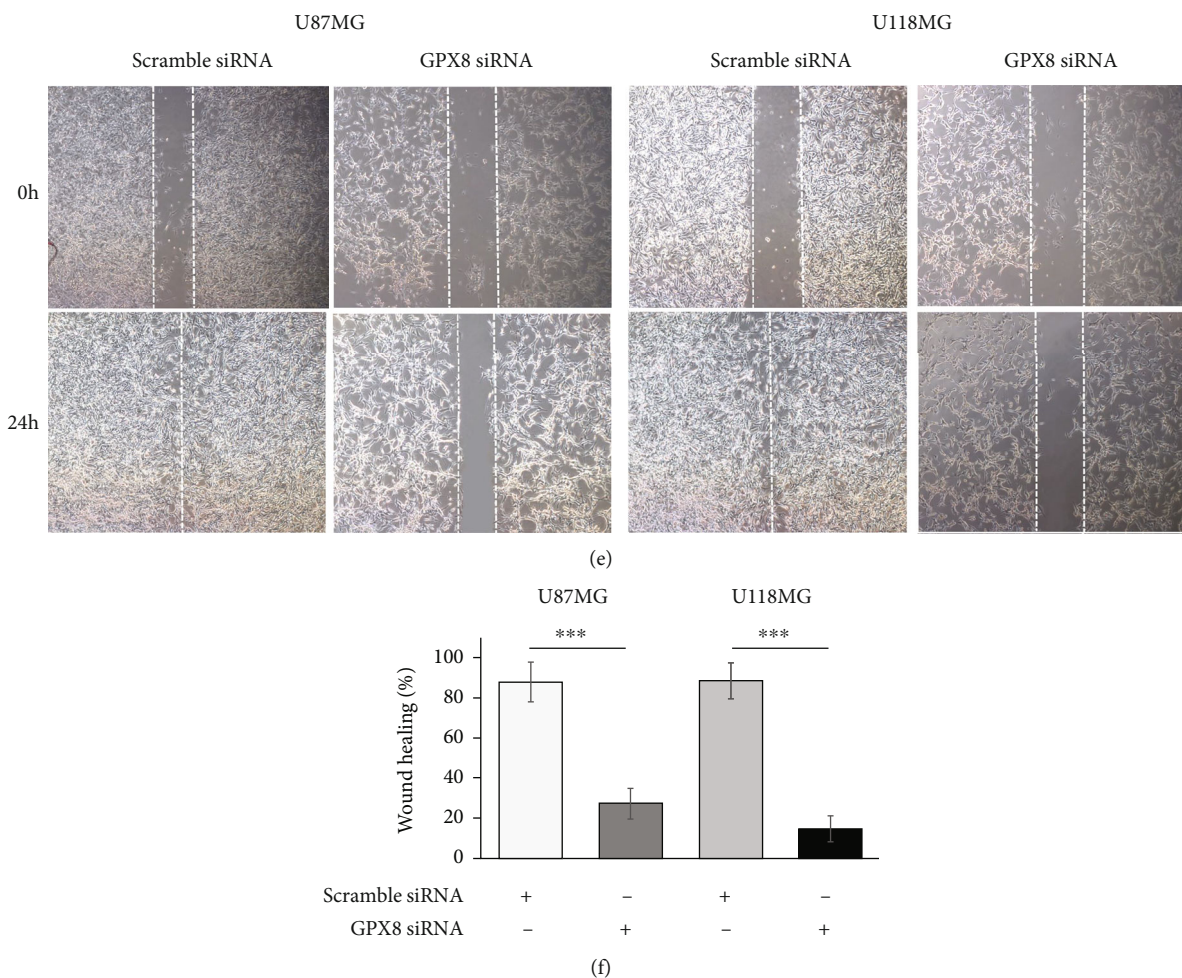 U87MG U118MG
Scramble siRNA GPX8 siRNA Scramble siRNA GPX8 siRNA
0h
24h
(e)
U87MG U118MG
*** ***
100
80
60
40
20
0
Wound healing (%)
Scramble siRNA + – + –
GPX8 siRNA – + – +
(f)